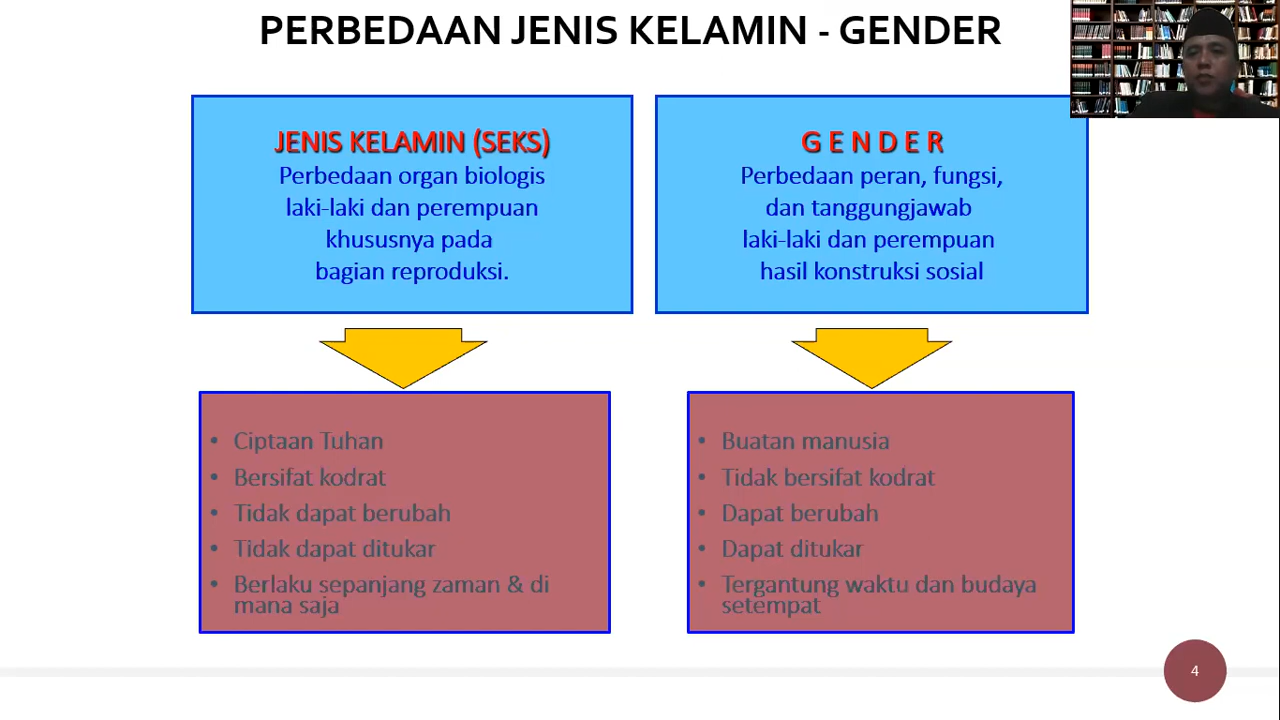 PERBEDAAN JENIS KELAMIN - GENDER
JENIS KELAMIN (SEKS)
Perbedaan organ biologis
laki-laki dan perempuan
khususnya pada
bagian reproduksi.
G E N D E R
Perbedaan peran, fungsi,
dan tanggungjawab
laki-laki dan perempuan
hasil konstruksi sosial
• Ciptaan Tuhan
• Bersifat kodrat
• Tidak dapat berubah
• Tidak dapat ditukar
• Berlaku sepanjang zaman & di
mana saja
• Buatan manusia
• Tidak bersifat kodrat
• Dapat berubah
• Dapat ditukar
• Tergantung waktu dan budaya
setempat
4